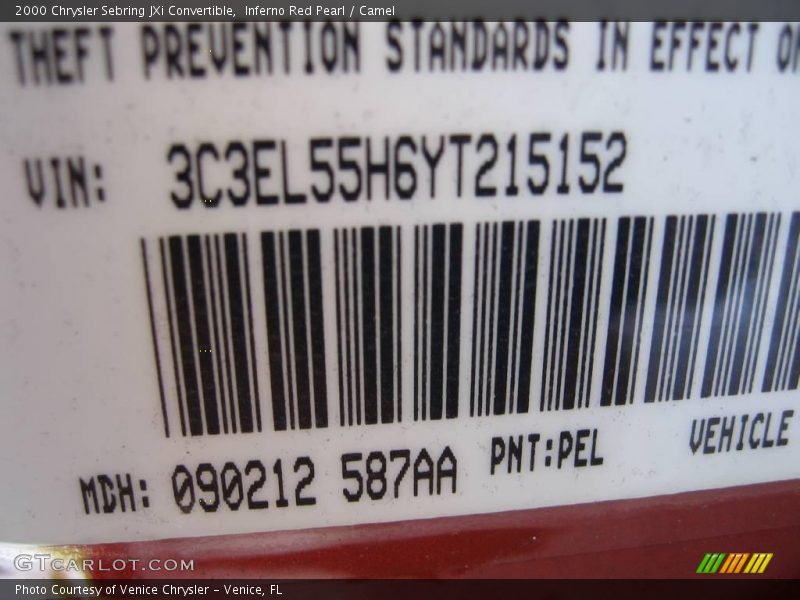 2000 Chrysler Sebring JXi Convertible, Inferno Red Pearl / Camel
THEFT PREVENTION STANDARDS IN EFFECT
VIN: 3C3EL55H6YT215152
MDH: 090212 587AA PNT:PEL VEHICLE
GTCARLOT.COM
Photo Courtesy of Venice Chrysler - Venice, FL